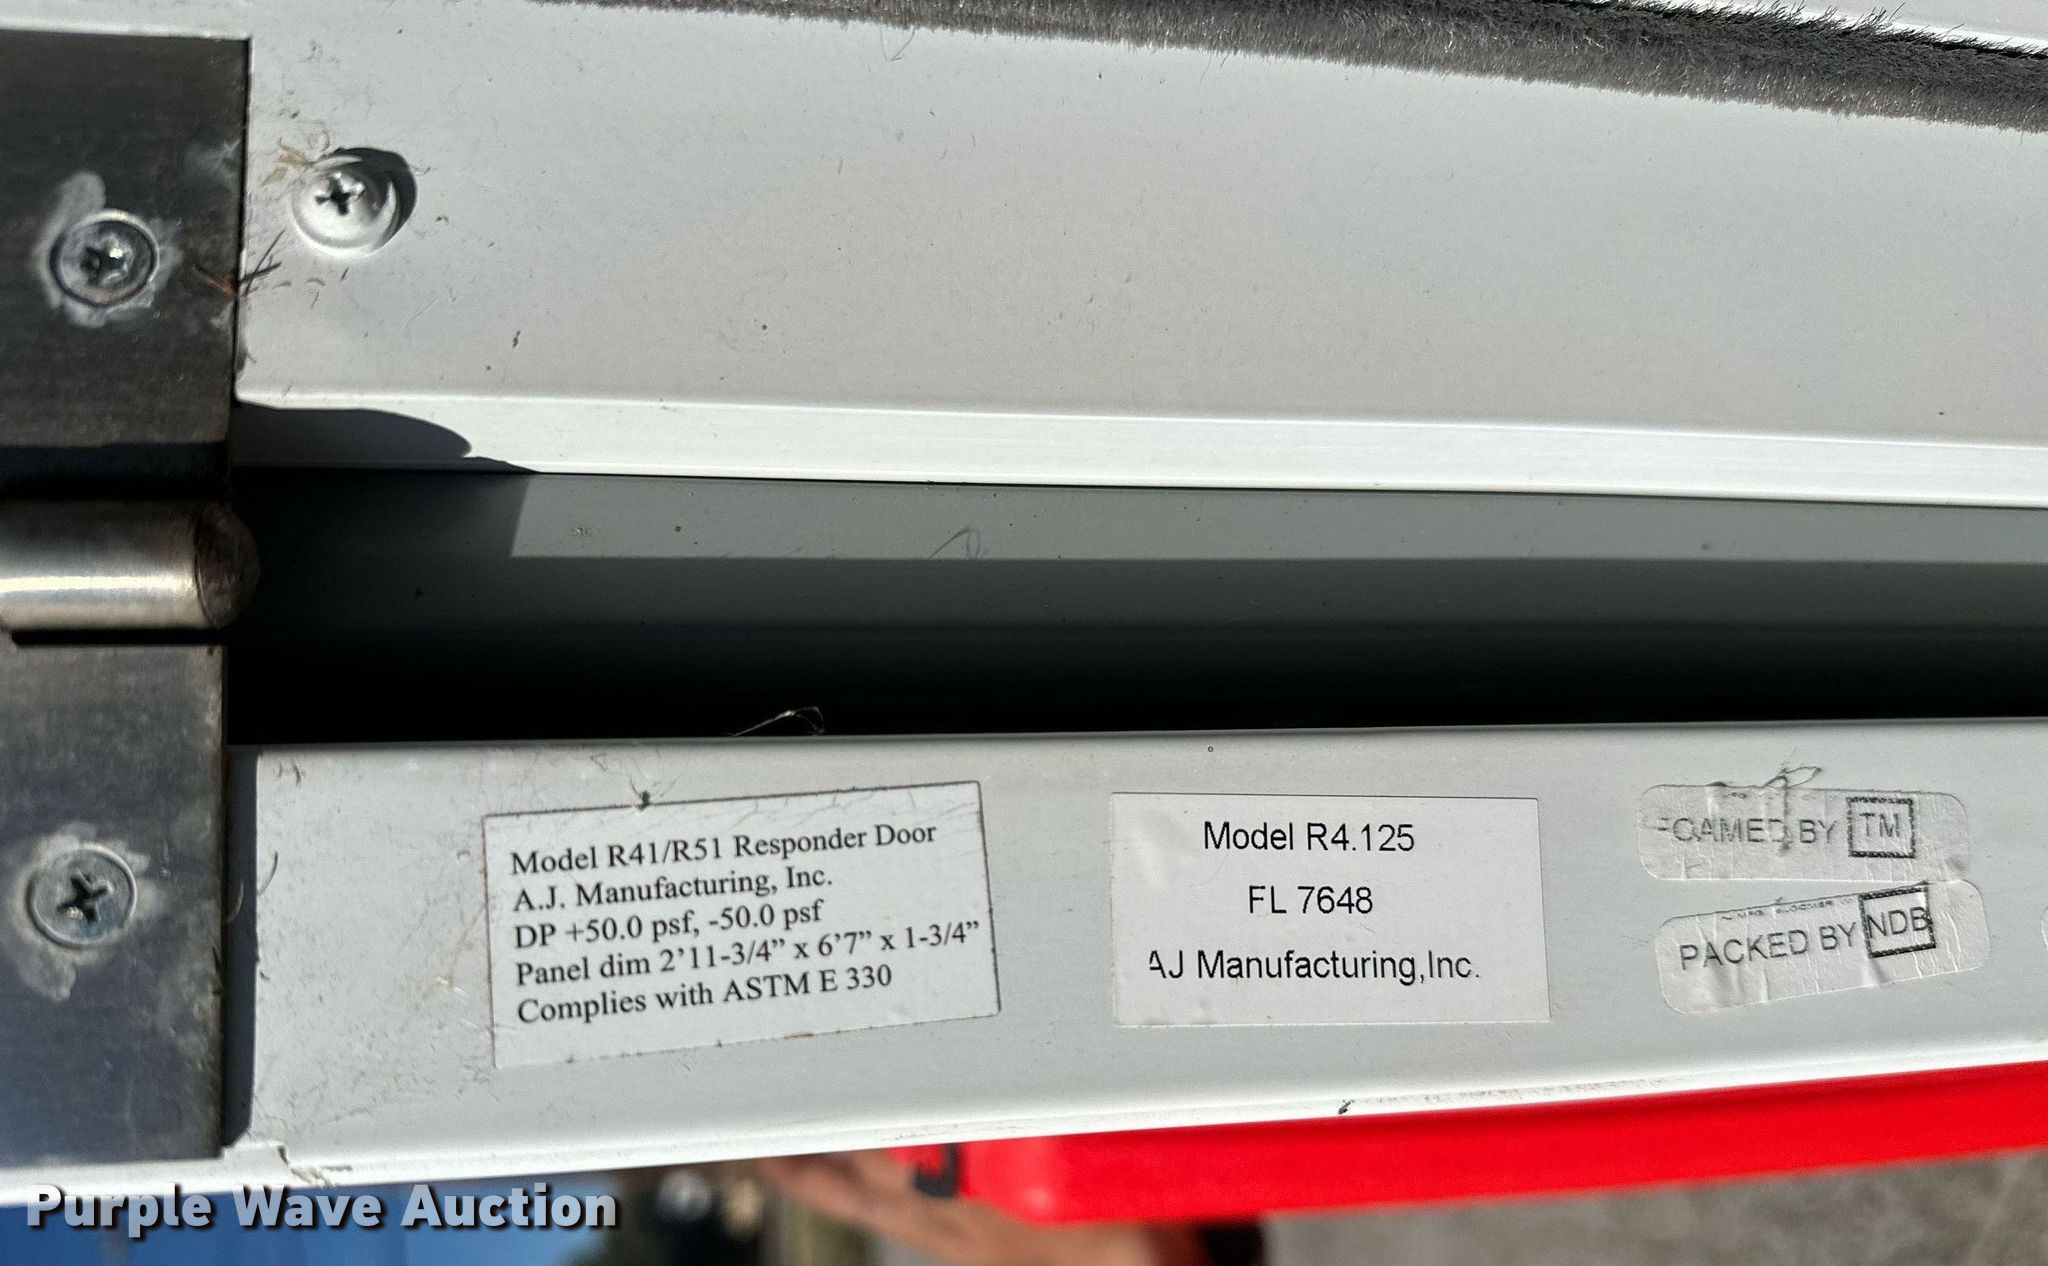 Model R41/R51 Responder Door
A.J. Manufacturing, Inc.
DP +50.0 psf, -50.0 psf
Panel dim 2'11-3/4" x 6'7" x 1-3/4"
Complies with ASTM E 330
Model R4.125
FL 7648
AJ Manufacturing,Inc.
FOAMED BY TM
PACKED BY NDB
Purple Wave Auction